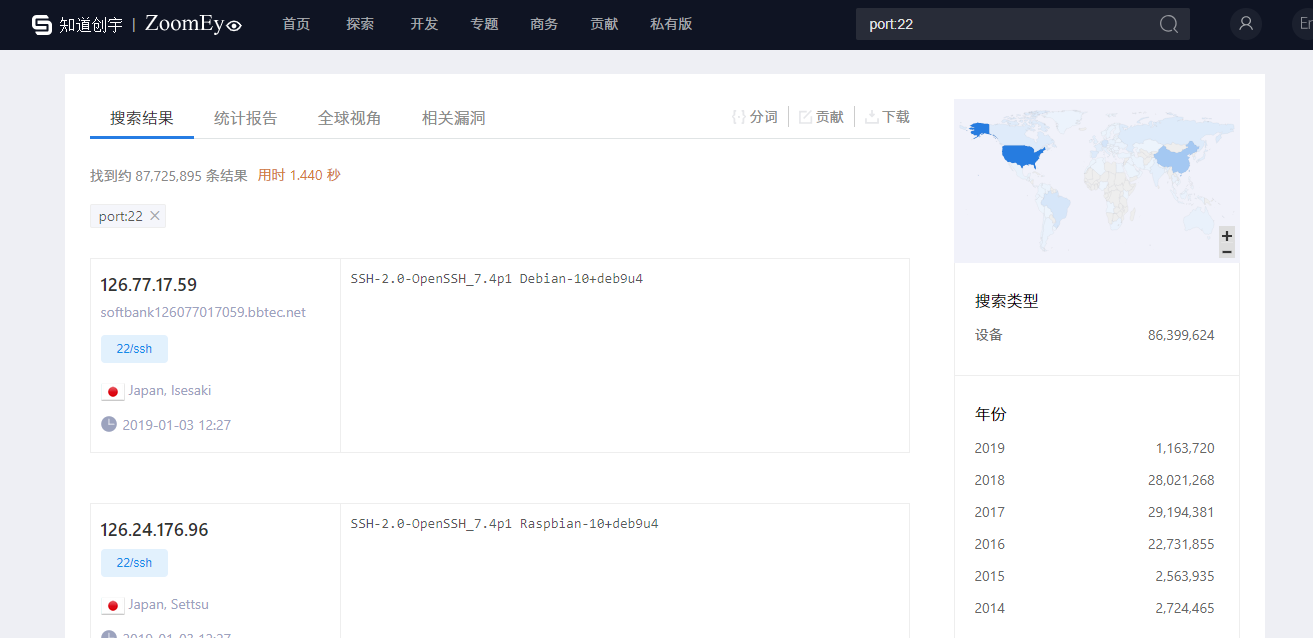 知道创宇 | ZoomEye 首页 探索 开发 专题 商务 贡献 私有版 port:22
搜索结果 统计报告 全球视角 相关漏洞 分词 贡献 下载
找到约 87,725,895 条结果 用时 1.440 秒
port:22
126.77.17.59
softbank126077017059.bbtec.net
22/ssh
Japan, Isesaki
2019-01-03 12:27
SSH-2.0-OpenSSH_7.4p1 Debian-10+deb9u4
126.24.176.96
22/ssh
Japan, Settsu
2019-01-03 12:27
SSH-2.0-OpenSSH_7.4p1 Raspbian-10+deb9u4
+
−
搜索类型
设备 86,399,624
年份
2019 1,163,720
2018 28,021,268
2017 29,194,381
2016 22,731,855
2015 2,563,935
2014 2,724,465